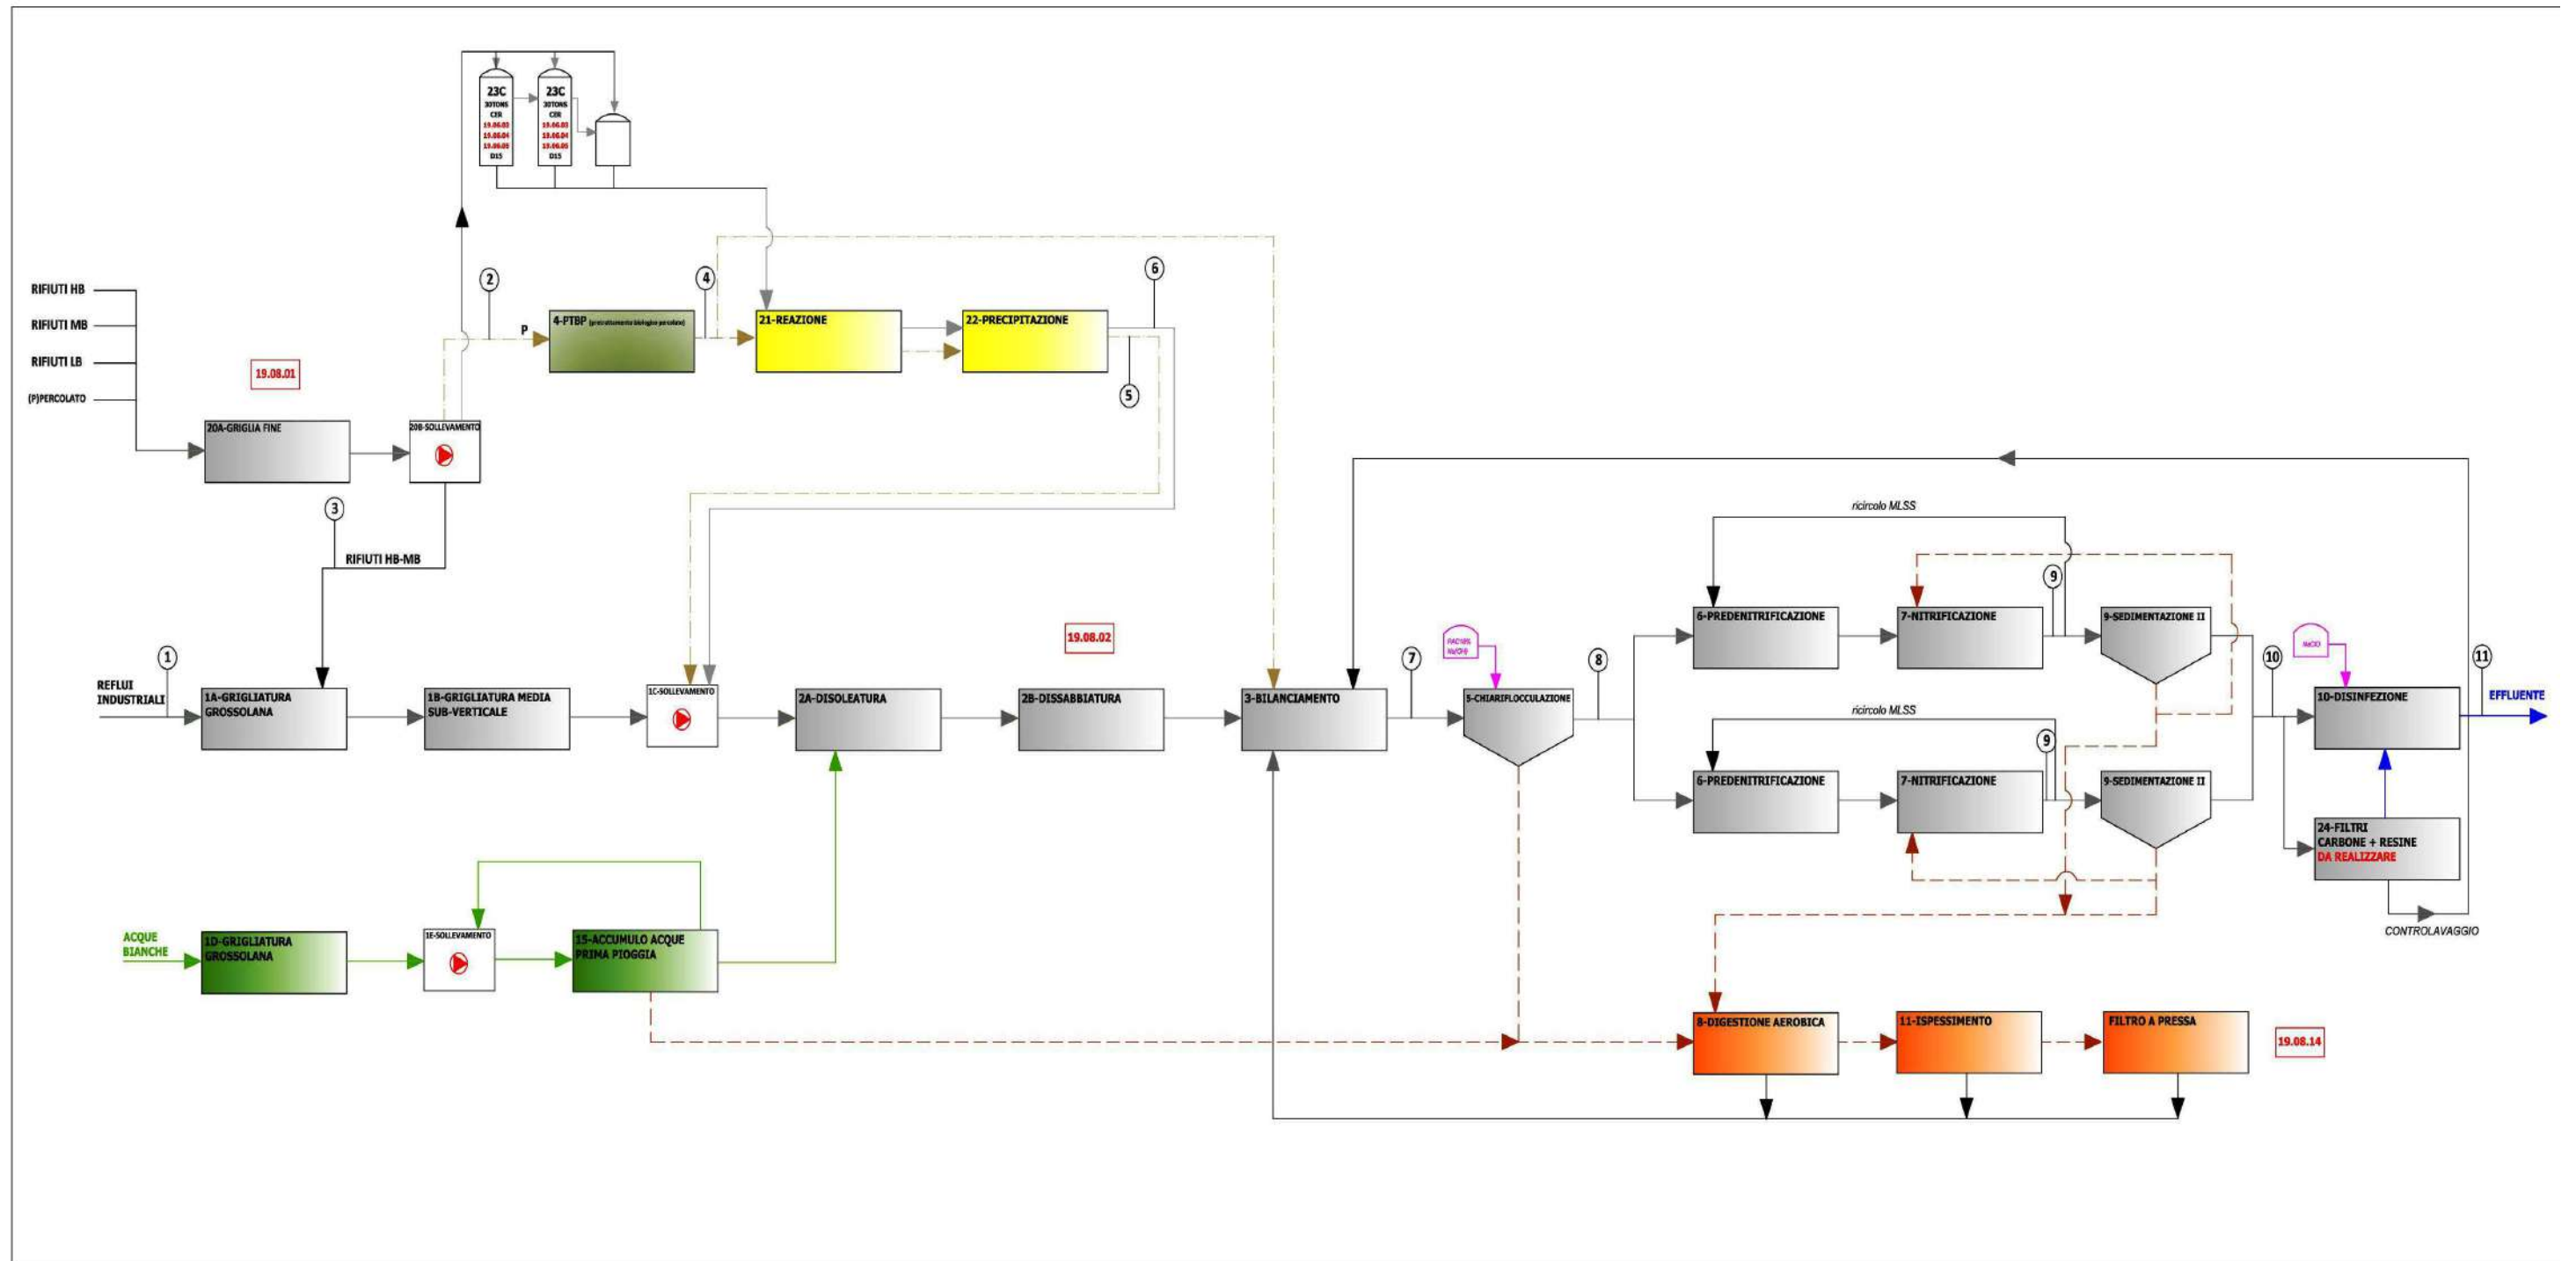 23C
30TONS
CER
19.06.03
19.06.04
19.06.05
D15
23C
30TONS
CER
19.06.03
19.06.04
19.06.05
D15
RIFIUTI HB
RIFIUTI MB
RIFIUTI LB
(P)PERCOLATO
19.08.01
20A-GRIGLIA FINE
20B-SOLLEVAMENTO
2
P
4-PTBP (pretrattamento biologico percolato)
4
21-REAZIONE
22-PRECIPITAZIONE
6
5
3
RIFIUTI HB-MB
1
REFLUI
INDUSTRIALI
1A-GRIGLIATURA
GROSSOLANA
1B-GRIGLIATURA MEDIA
SUB-VERTICALE
1C-SOLLEVAMENTO
2A-DISOLEATURA
19.08.02
2B-DISSABBIATURA
3-BILANCIAMENTO
7
5-CHIARIFLOCCULAZIONE
8
ricircolo MLSS
6-PREDENITRIFICAZIONE
7-NITRIFICAZIONE
9
9-SEDIMENTAZIONE II
ricircolo MLSS
6-PREDENITRIFICAZIONE
7-NITRIFICAZIONE
9
9-SEDIMENTAZIONE II
10
NaClO
10-DISINFEZIONE
11
EFFLUENTE
24-FILTRI
CARBONE + RESINE
DA REALIZZARE
CONTROLAVAGGIO
ACQUE
BIANCHE
1D-GRIGLIATURA
GROSSOLANA
1E-SOLLEVAMENTO
15-ACCUMULO ACQUE
PRIMA PIOGGIA
8-DIGESTIONE AEROBICA
11-ISPESSIMENTO
FILTRO A PRESSA
19.08.14